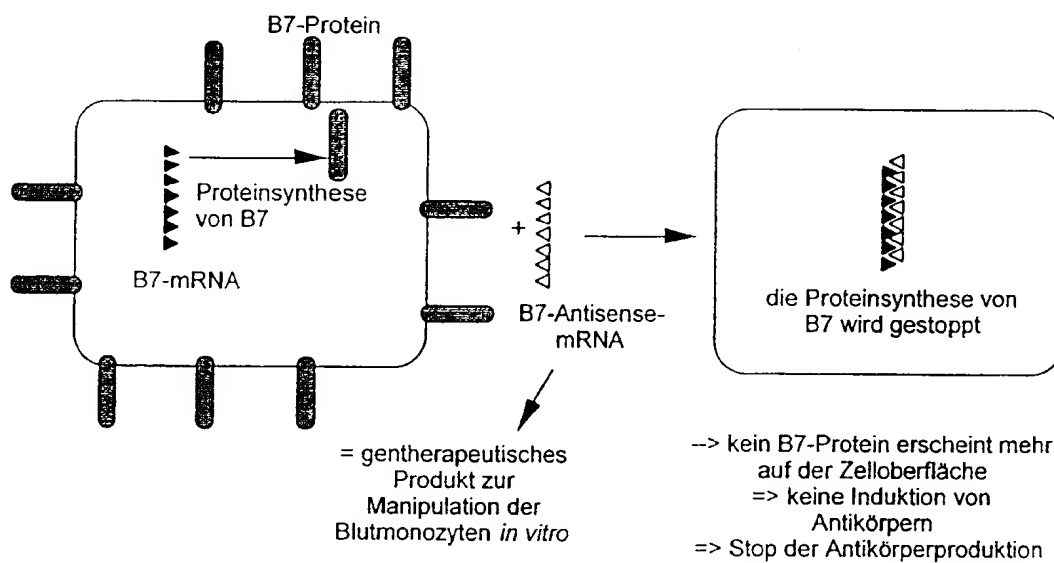 B7-Protein
Proteinsynthese
von B7
B7-mRNA
+
B7-Antisense-
mRNA
= gentherapeutisches
Produkt zur
Manipulation der
Blutmonozyten in vitro
die Proteinsynthese von
B7 wird gestoppt
--> kein B7-Protein erscheint mehr
auf der Zelloberfläche
=> keine Induktion von
Antikörpern
=> Stop der Antikörperproduktion